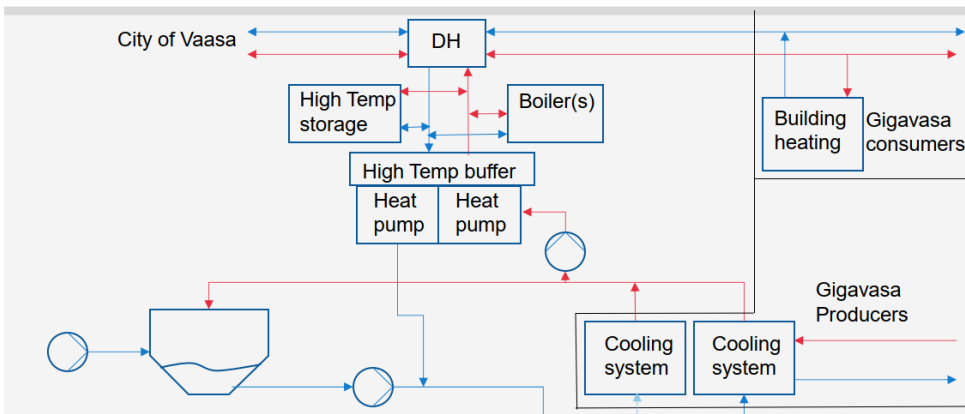 City of Vaasa
DH
High Temp
storage
Boiler(s)
Building
heating
Gigavasa
consumers
High Temp buffer
Heat
pump
Heat
pump
Gigavasa
Producers
Cooling
system
Cooling
system